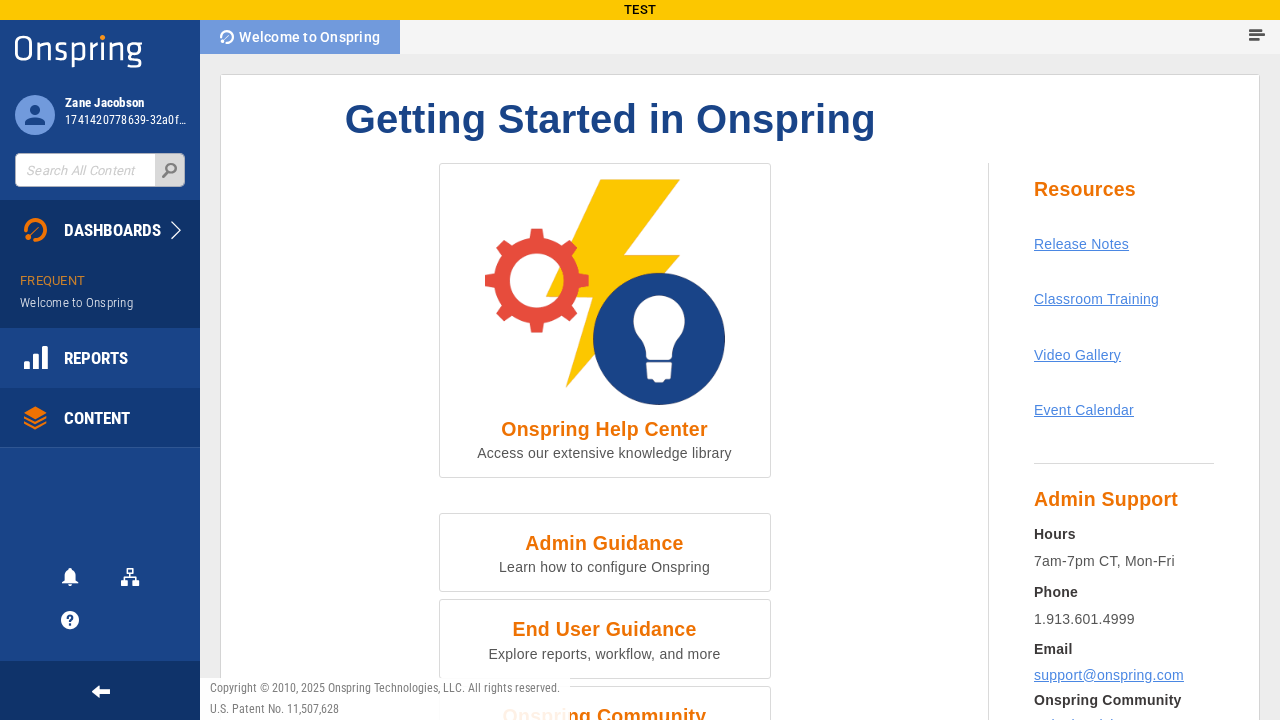 TEST
Onspring
Welcome to Onspring
Zane Jacobson
1741420778639-32a0f…
Search All Content
DASHBOARDS
FREQUENT
Welcome to Onspring
REPORTS
CONTENT
Getting Started in Onspring
Onspring Help Center
Access our extensive knowledge library
Admin Guidance
Learn how to configure Onspring
End User Guidance
Explore reports, workflow, and more
Onspring Community
Resources
Release Notes
Classroom Training
Video Gallery
Event Calendar
Admin Support
Hours
7am-7pm CT, Mon-Fri
Phone
1.913.601.4999
Email
support@onspring.com
Onspring Community
Copyright © 2010, 2025 Onspring Technologies, LLC. All rights reserved.
U.S. Patent No. 11,507,628